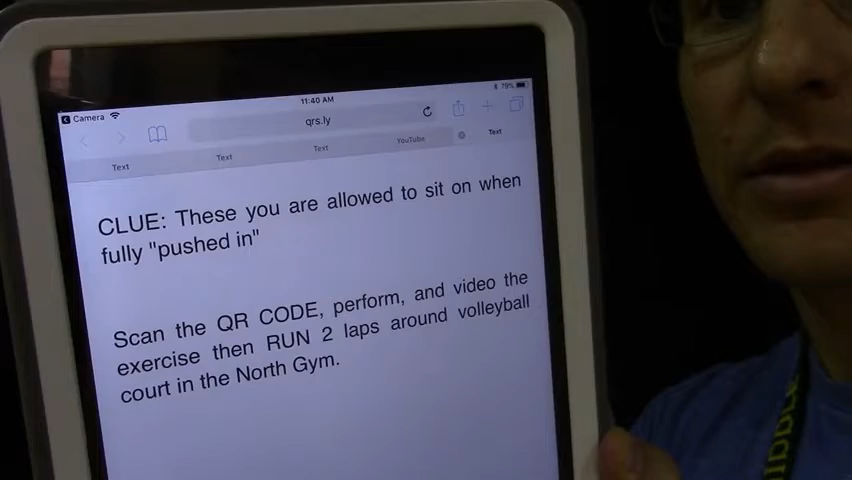 Camera 11:40 AM 79%
qrs.ly
Text Text Text YouTube Text
CLUE: These you are allowed to sit on when
fully "pushed in"
Scan the QR CODE, perform, and video the
exercise then RUN 2 laps around volleyball
court in the North Gym.